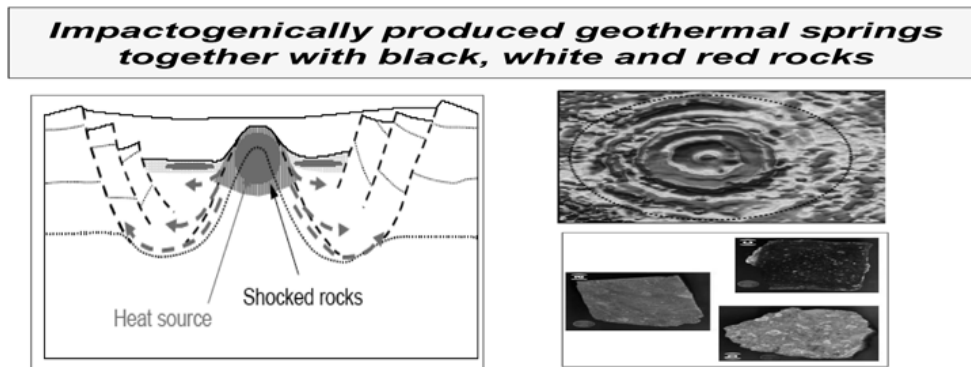 Impactogenically produced geothermal springs
together with black, white and red rocks
Shocked rocks
Heat source